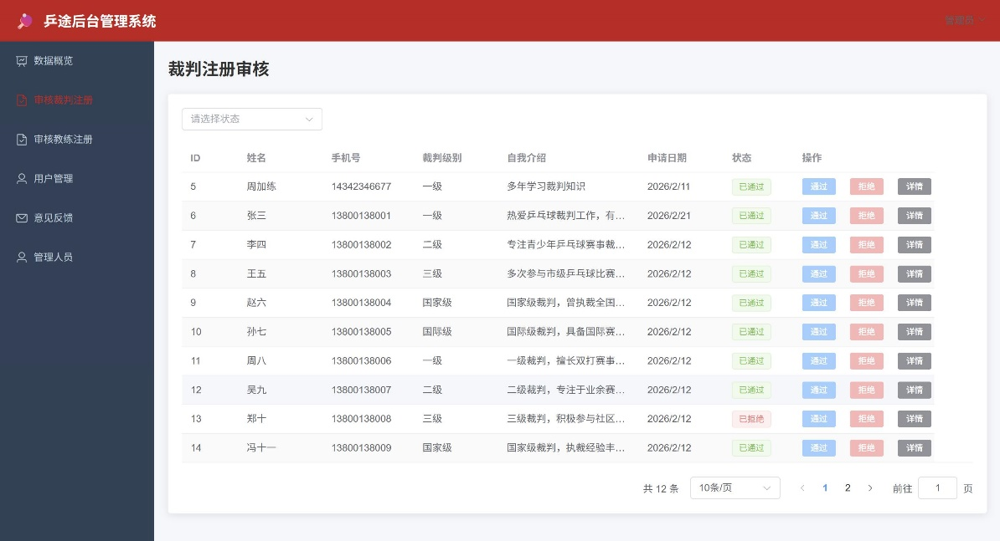 乒途后台管理系统
管理员
数据概览
审核裁判注册
审核教练注册
用户管理
意见反馈
管理人员
裁判注册审核
请选择状态
ID 姓名 手机号 裁判级别 自我介绍 申请日期 状态 操作
5 周加练 14342346677 一级 多年学习裁判知识 2026/2/11 已通过 通过 拒绝 详情
6 张三 13800138001 一级 热爱乒乓球裁判工作，有... 2026/2/21 已通过 通过 拒绝 详情
7 李四 13800138002 二级 专注青少年乒乓球赛事裁... 2026/2/12 已通过 通过 拒绝 详情
8 王五 13800138003 三级 多次参与市级乒乓球比赛... 2026/2/12 已通过 通过 拒绝 详情
9 赵六 13800138004 国家级 国家级裁判，曾执裁全国... 2026/2/12 已通过 通过 拒绝 详情
10 孙七 13800138005 国际级 国际级裁判，具备国际赛... 2026/2/12 已通过 通过 拒绝 详情
11 周八 13800138006 一级 一级裁判，擅长双打赛事... 2026/2/12 已通过 通过 拒绝 详情
12 吴九 13800138007 二级 二级裁判，专注于业余赛... 2026/2/12 已通过 通过 拒绝 详情
13 郑十 13800138008 三级 三级裁判，积极参与社区... 2026/2/12 已拒绝 通过 拒绝 详情
14 冯十一 13800138009 国家级 国家级裁判，执裁经验丰... 2026/2/12 已通过 通过 拒绝 详情
共 12 条 10条/页 1 2 前往 1 页